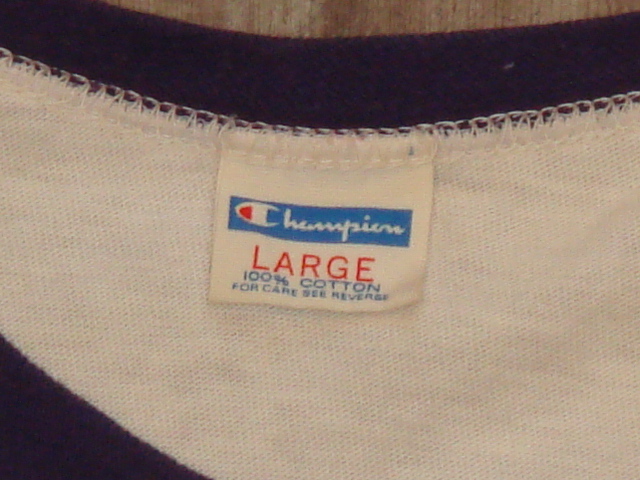 Champion
LARGE
100% COTTON
FOR CARE SEE REVERSE